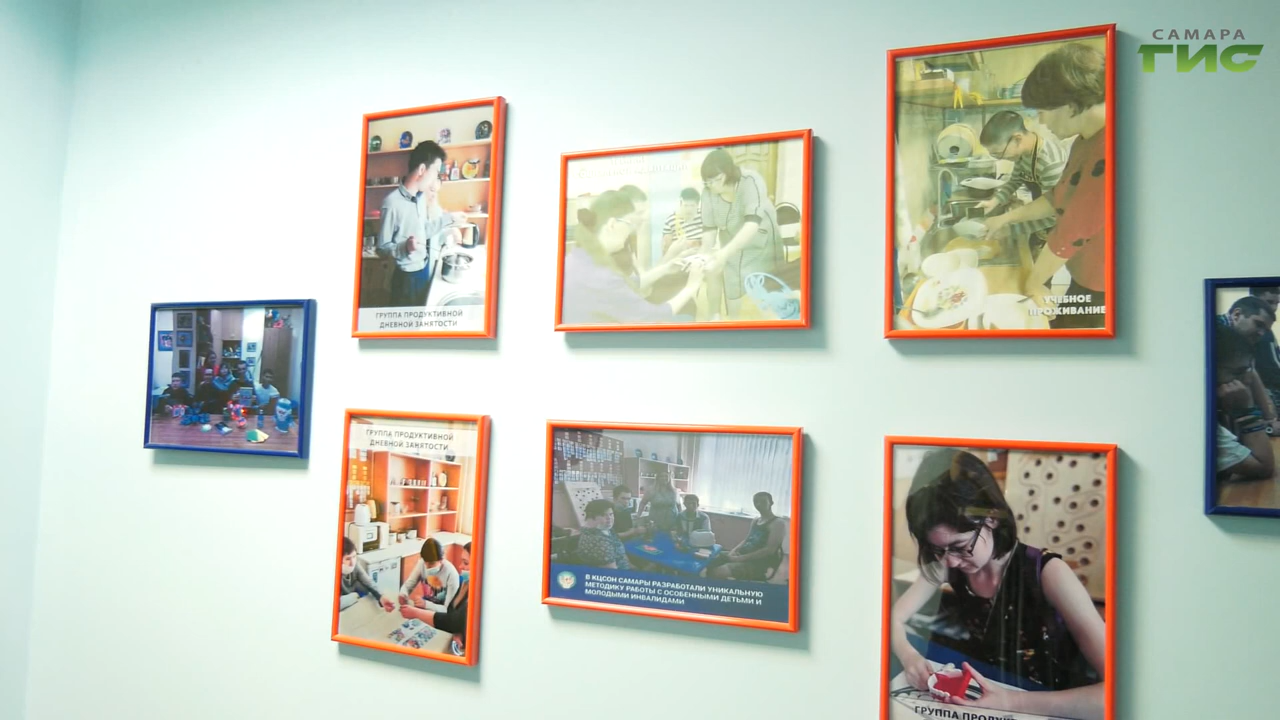 САМАРА
ГИС
ГРУППА ПРОДУКТИВНОЙ
ДНЕВНОЙ ЗАНЯТОСТИ
УЧЕБНОЕ
ПРОЖИВАНИЕ
ГРУППА ПРОДУКТИВНОЙ
ДНЕВНОЙ ЗАНЯТОСТИ
В КЦСОН САМАРЫ РАЗРАБОТАЛИ УНИКАЛЬНУЮ
МЕТОДИКУ РАБОТЫ С ОСОБЕННЫМИ ДЕТЬМИ И
МОЛОДЫМИ ИНВАЛИДАМИ
ГРУППА